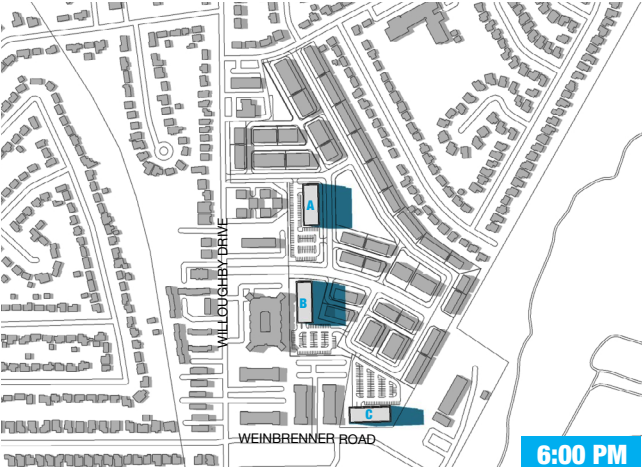 A
WILLOUGHBY DRIVE
B
C
WEINBRENNER ROAD
6:00 PM